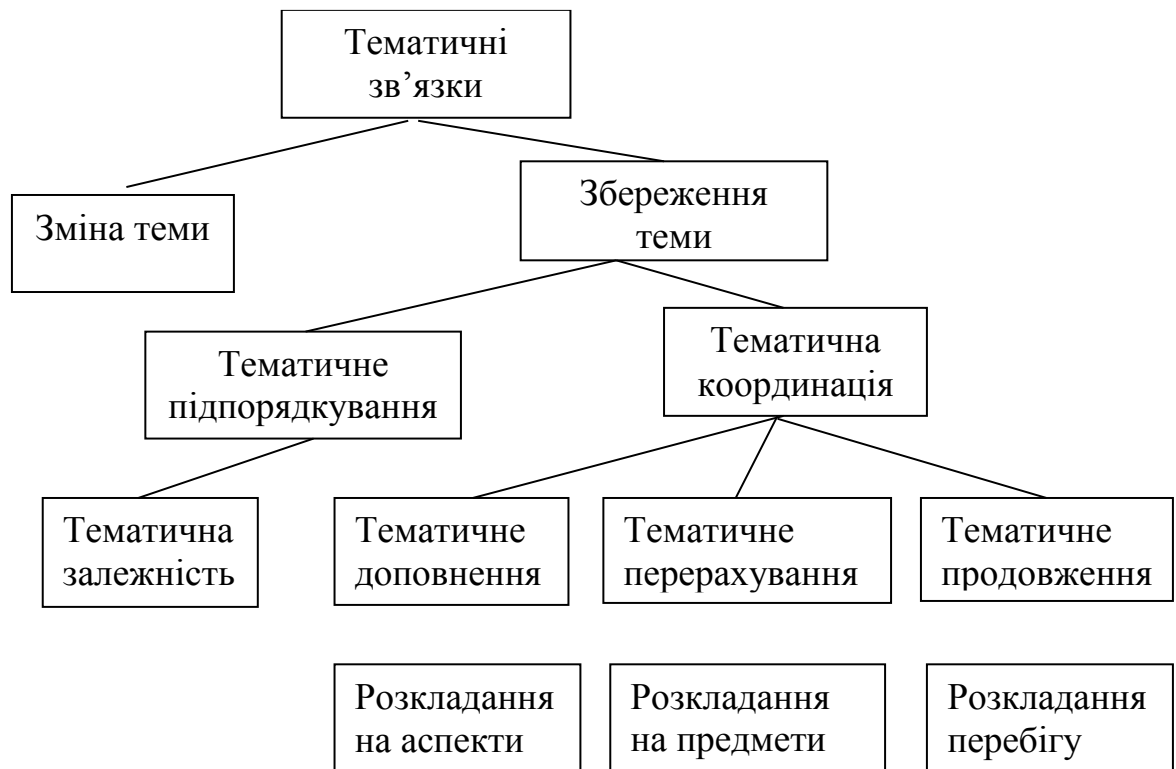 Тематичні
зв’язки
Зміна теми
Збереження
теми
Тематичне
підпорядкування
Тематична
координація
Тематична
залежність
Тематичне
доповнення
Тематичне
перерахування
Тематичне
продовження
Розкладання
на аспекти
Розкладання
на предмети
Розкладання
перебігу